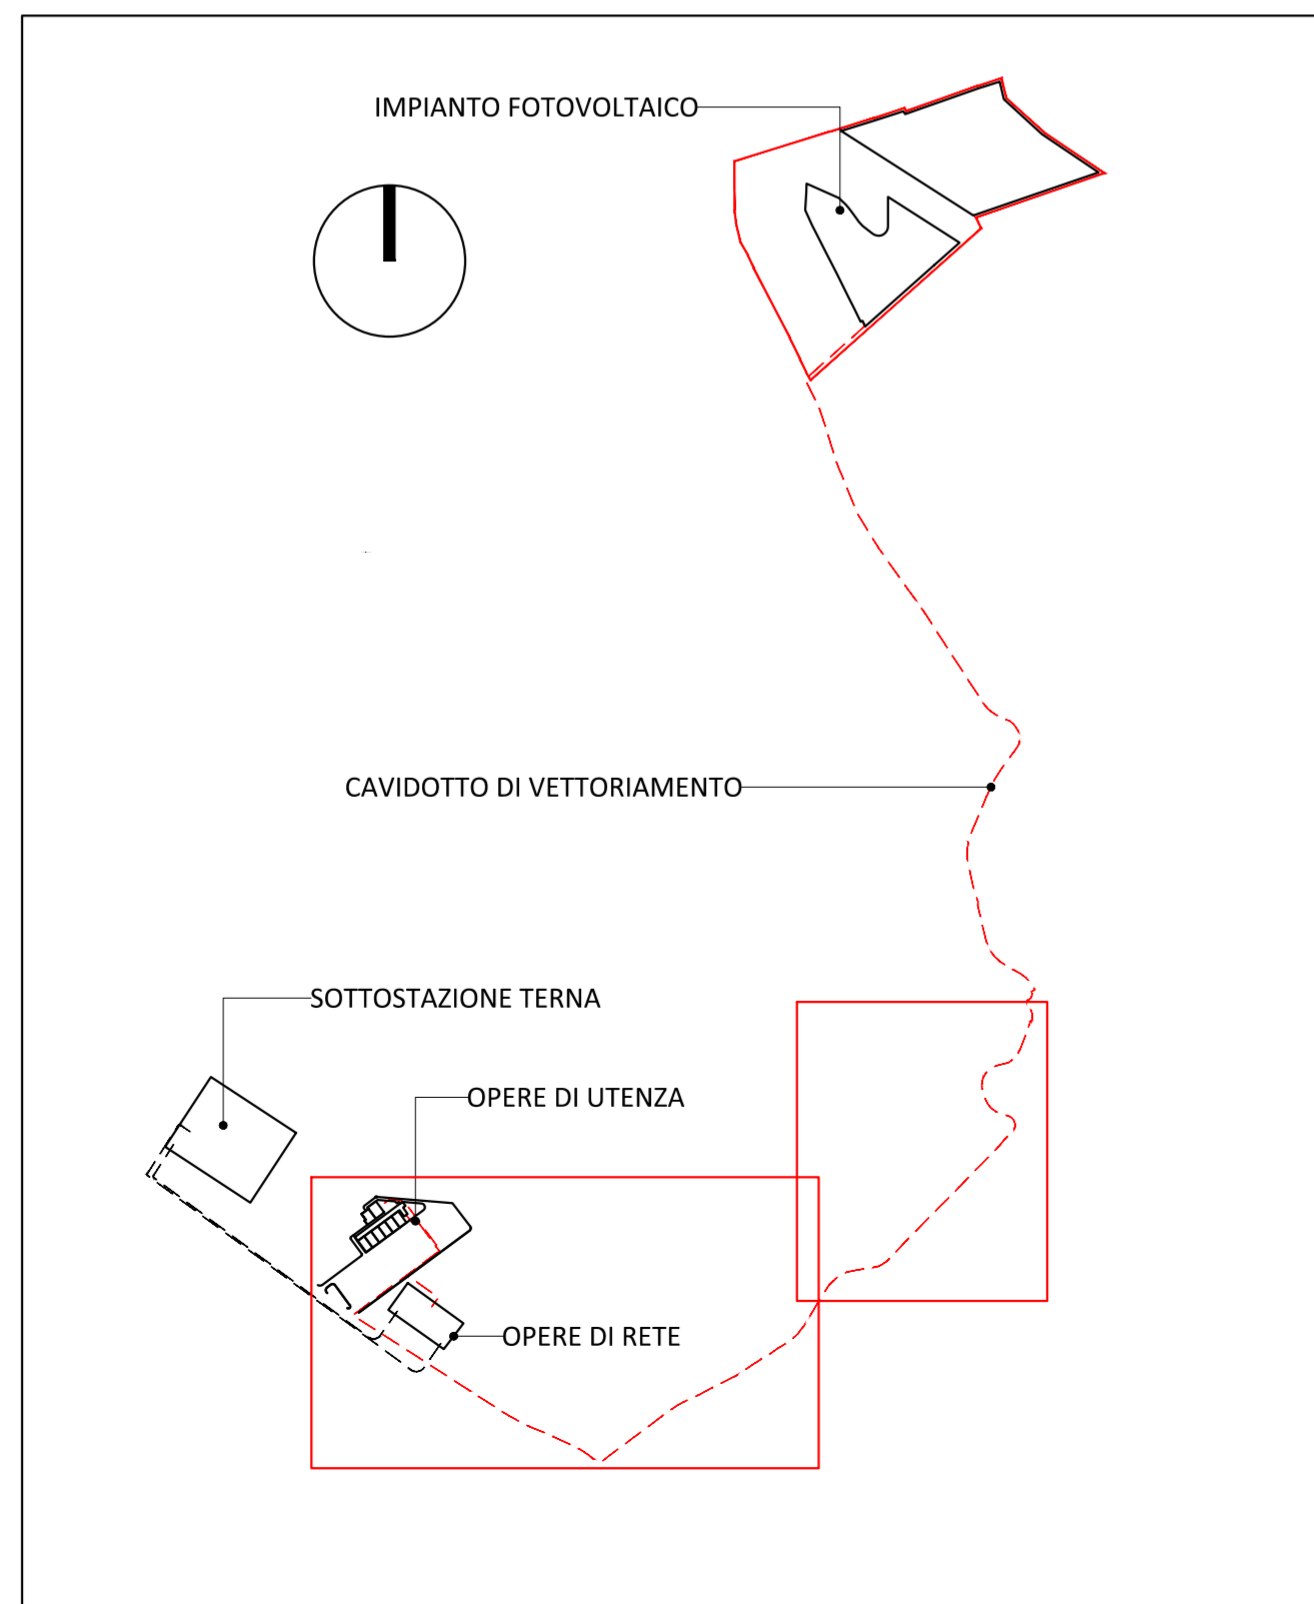 IMPIANTO FOTOVOLTAICO
CAVIDOTTO DI VETTORIAMENTO
SOTTOSTAZIONE TERNA
OPERE DI UTENZA
OPERE DI RETE